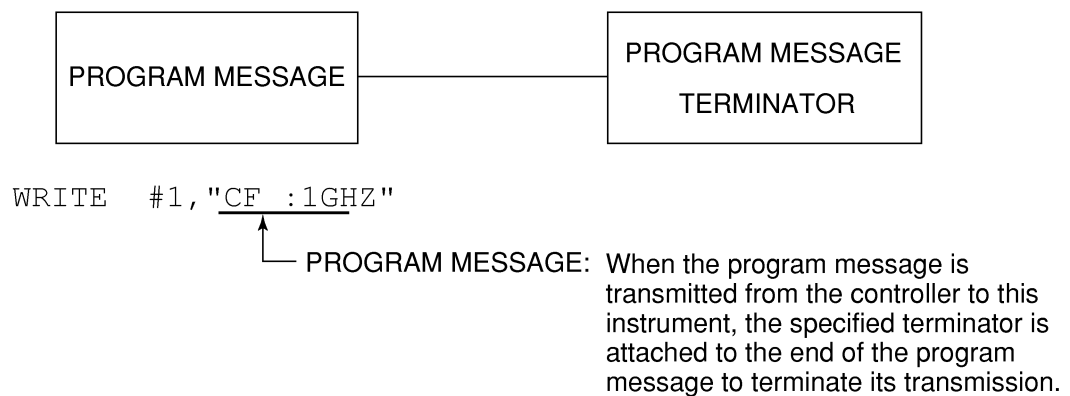 PROGRAM MESSAGE
PROGRAM MESSAGE
TERMINATOR
WRITE #1,"CF :1GHZ"
PROGRAM MESSAGE: When the program message is
transmitted from the controller to this
instrument, the specified terminator is
attached to the end of the program
message to terminate its transmission.